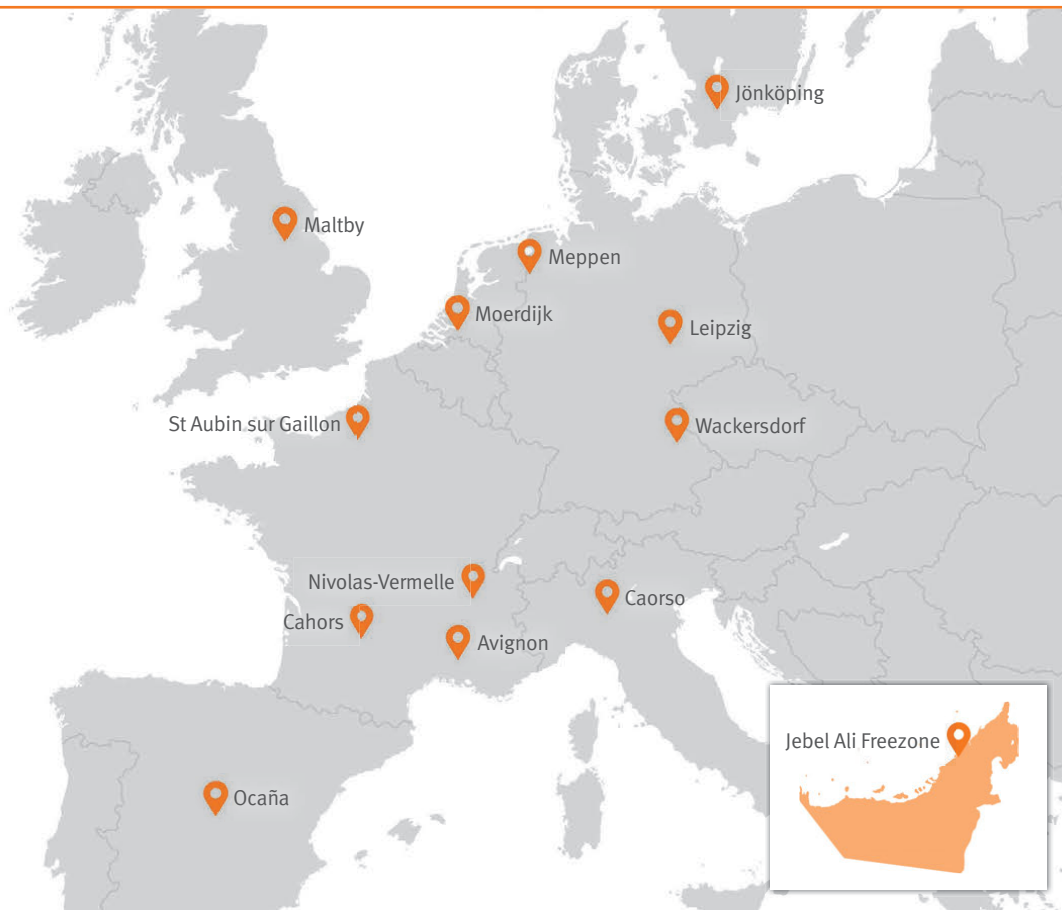 Jönköping
Maltby
Meppen
Moerdijk
Leipzig
St Aubin sur Gaillon
Wackersdorf
Nivolas-Vermelle
Caorso
Cahors
Avignon
Jebel Ali Freezone
Ocaña